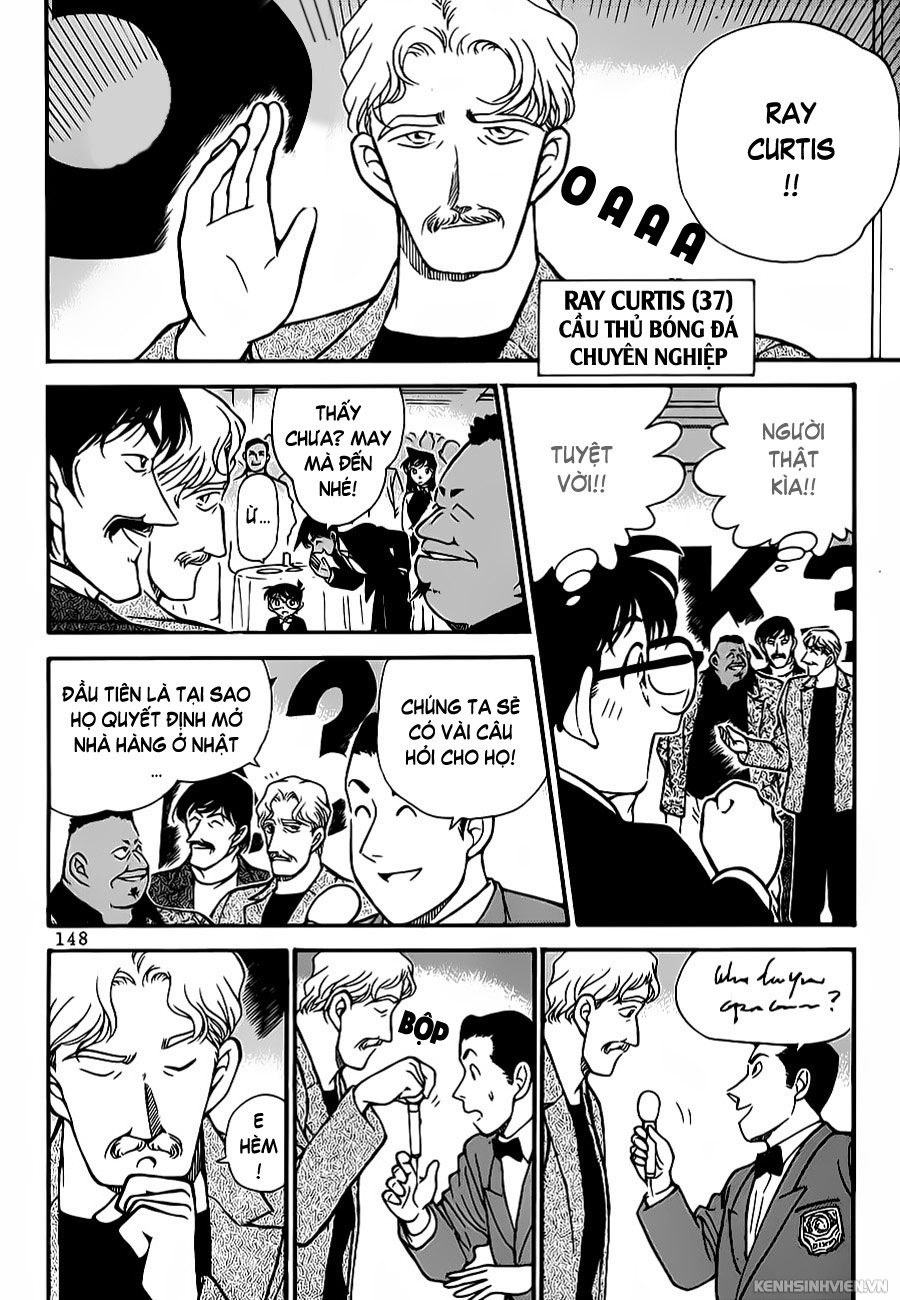 RAY
CURTIS
!!
OAAA
RAY CURTIS (37)
CẦU THỦ BÓNG ĐÁ
CHUYÊN NGHIỆP
THẤY
CHƯA? MAY
MÀ ĐẾN
NHÉ!
Ừ...
NGƯỜI
THẬT
KÌA!!
TUYỆT
VỜI!!
K3
ĐẦU TIÊN LÀ TẠI SAO
HỌ QUYẾT ĐỊNH MỞ
NHÀ HÀNG Ở NHẬT
...
CHÚNG TA SẼ
CÓ VÀI CÂU
HỎI CHO HỌ!
148
E
HÈM
!
BỘP
KENHSINHVIEN.VN